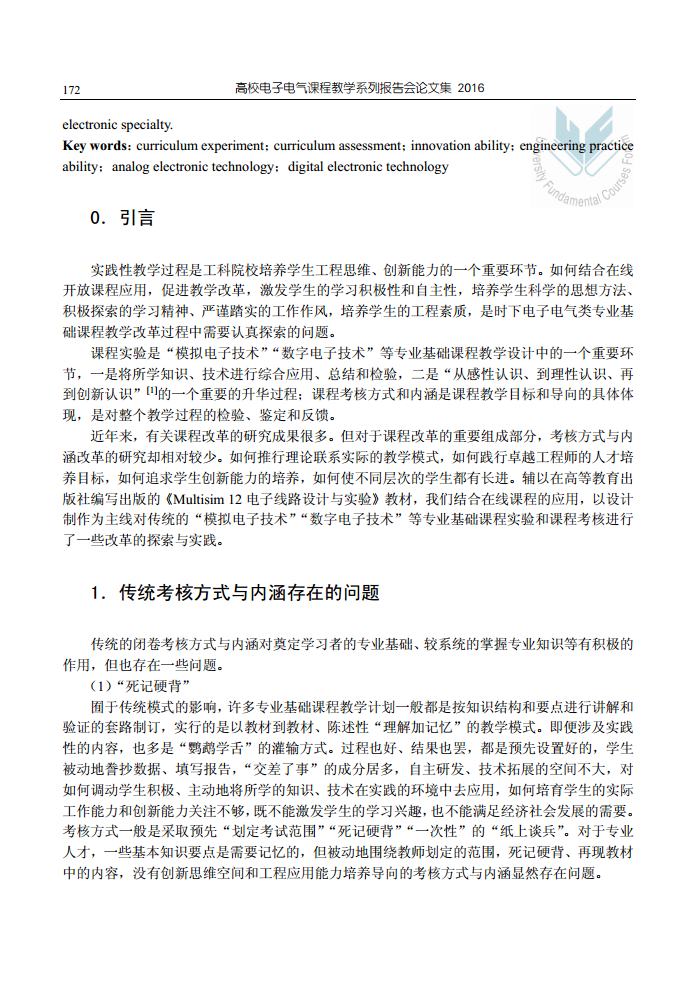 172
高校电子电气课程教学系列报告会论文集 2016
electronic specialty.
Key words：curriculum experiment；curriculum assessment；innovation ability；engineering practice
ability；analog electronic technology；digital electronic technology
University Fundamental Courses Forum
0．引言
实践性教学过程是工科院校培养学生工程思维、创新能力的一个重要环节。如何结合在线
开放课程应用，促进教学改革，激发学生的学习积极性和自主性，培养学生科学的思想方法、
积极探索的学习精神、严谨踏实的工作作风，培养学生的工程素质，是时下电子电气类专业基
础课程教学改革过程中需要认真探索的问题。
课程实验是“模拟电子技术”“数字电子技术”等专业基础课程教学设计中的一个重要环
节，一是将所学知识、技术进行综合应用、总结和检验，二是“从感性认识、到理性认识、再
到创新认识”[1]的一个重要的升华过程；课程考核方式和内涵是课程教学目标和导向的具体体
现，是对整个教学过程的检验、鉴定和反馈。
近年来，有关课程改革的研究成果很多。但对于课程改革的重要组成部分，考核方式与内
涵改革的研究却相对较少。如何推行理论联系实际的教学模式，如何践行卓越工程师的人才培
养目标，如何追求学生创新能力的培养，如何使不同层次的学生都有长进。辅以在高等教育出
版社编写出版的《Multisim 12 电子线路设计与实验》教材，我们结合在线课程的应用，以设计
制作为主线对传统的“模拟电子技术”“数字电子技术”等专业基础课程实验和课程考核进行
了一些改革的探索与实践。
1．传统考核方式与内涵存在的问题
传统的闭卷考核方式与内涵对奠定学习者的专业基础、较系统的掌握专业知识等有积极的
作用，但也存在一些问题。
（1）“死记硬背”
囿于传统模式的影响，许多专业基础课程教学计划一般都是按知识结构和要点进行讲解和
验证的套路制订，实行的是以教材到教材、陈述性“理解加记忆”的教学模式。即便涉及实践
性的内容，也多是“鹦鹉学舌”的灌输方式。过程也好、结果也罢，都是预先设置好的，学生
被动地誊抄数据、填写报告，“交差了事”的成分居多，自主研发、技术拓展的空间不大，对
如何调动学生积极、主动地将所学的知识、技术在实践的环境中去应用，如何培育学生的实际
工作能力和创新能力关注不够，既不能激发学生的学习兴趣，也不能满足经济社会发展的需要。
考核方式一般是采取预先“划定考试范围”“死记硬背”“一次性”的“纸上谈兵”。对于专业
人才，一些基本知识要点是需要记忆的，但被动地围绕教师划定的范围，死记硬背、再现教材
中的内容，没有创新思维空间和工程应用能力培养导向的考核方式与内涵显然存在问题。